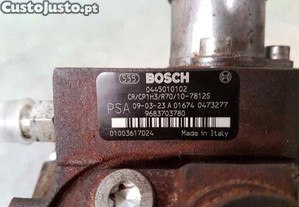 CustoJusto.pt
BOSCH
0445010102
CR/CP1H3/R70/10-7812S
PSA 09-03-23 A 01674 0473277
9683703780
01003617024 Made in Italy